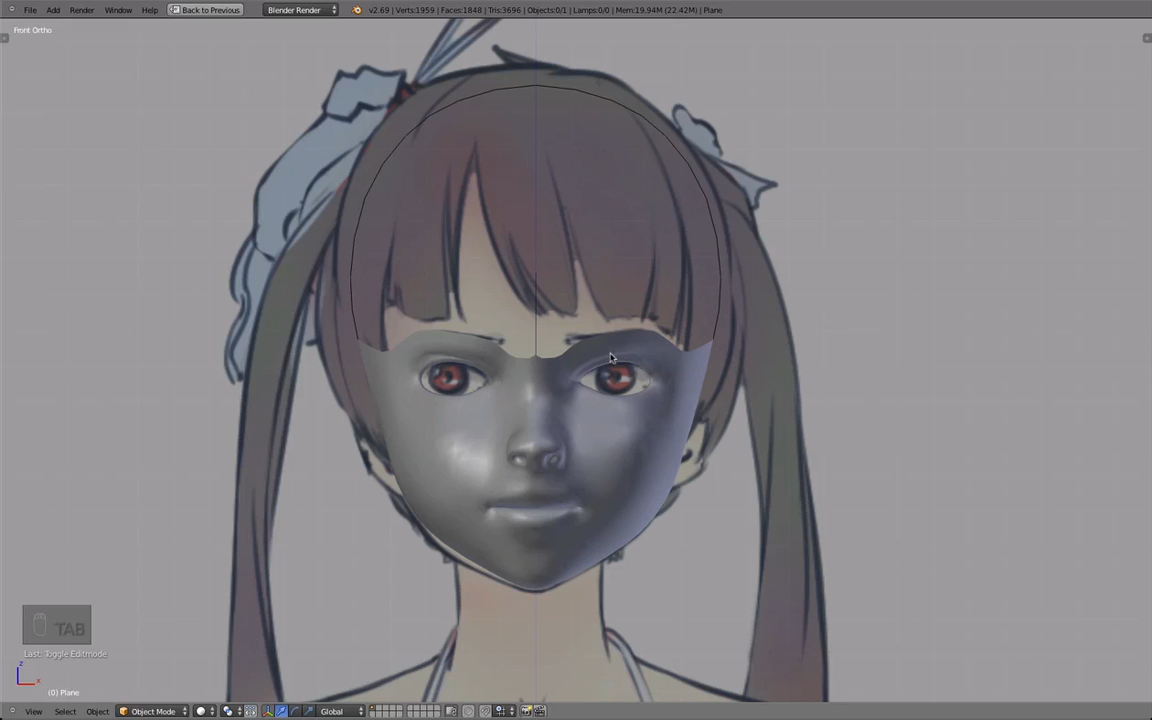 File Add Render Window Help Back to Previous Blender Render v2.69 | Verts:1959 | Faces:1848 | Tris:3696 | Objects:0/1 | Lamps:0/0 | Mem:19.94M (22.42M) | Plane
Front Ortho
TAB
Last: Toggle Editmode
z
x
(0) Plane
View Select Object Object Mode Global